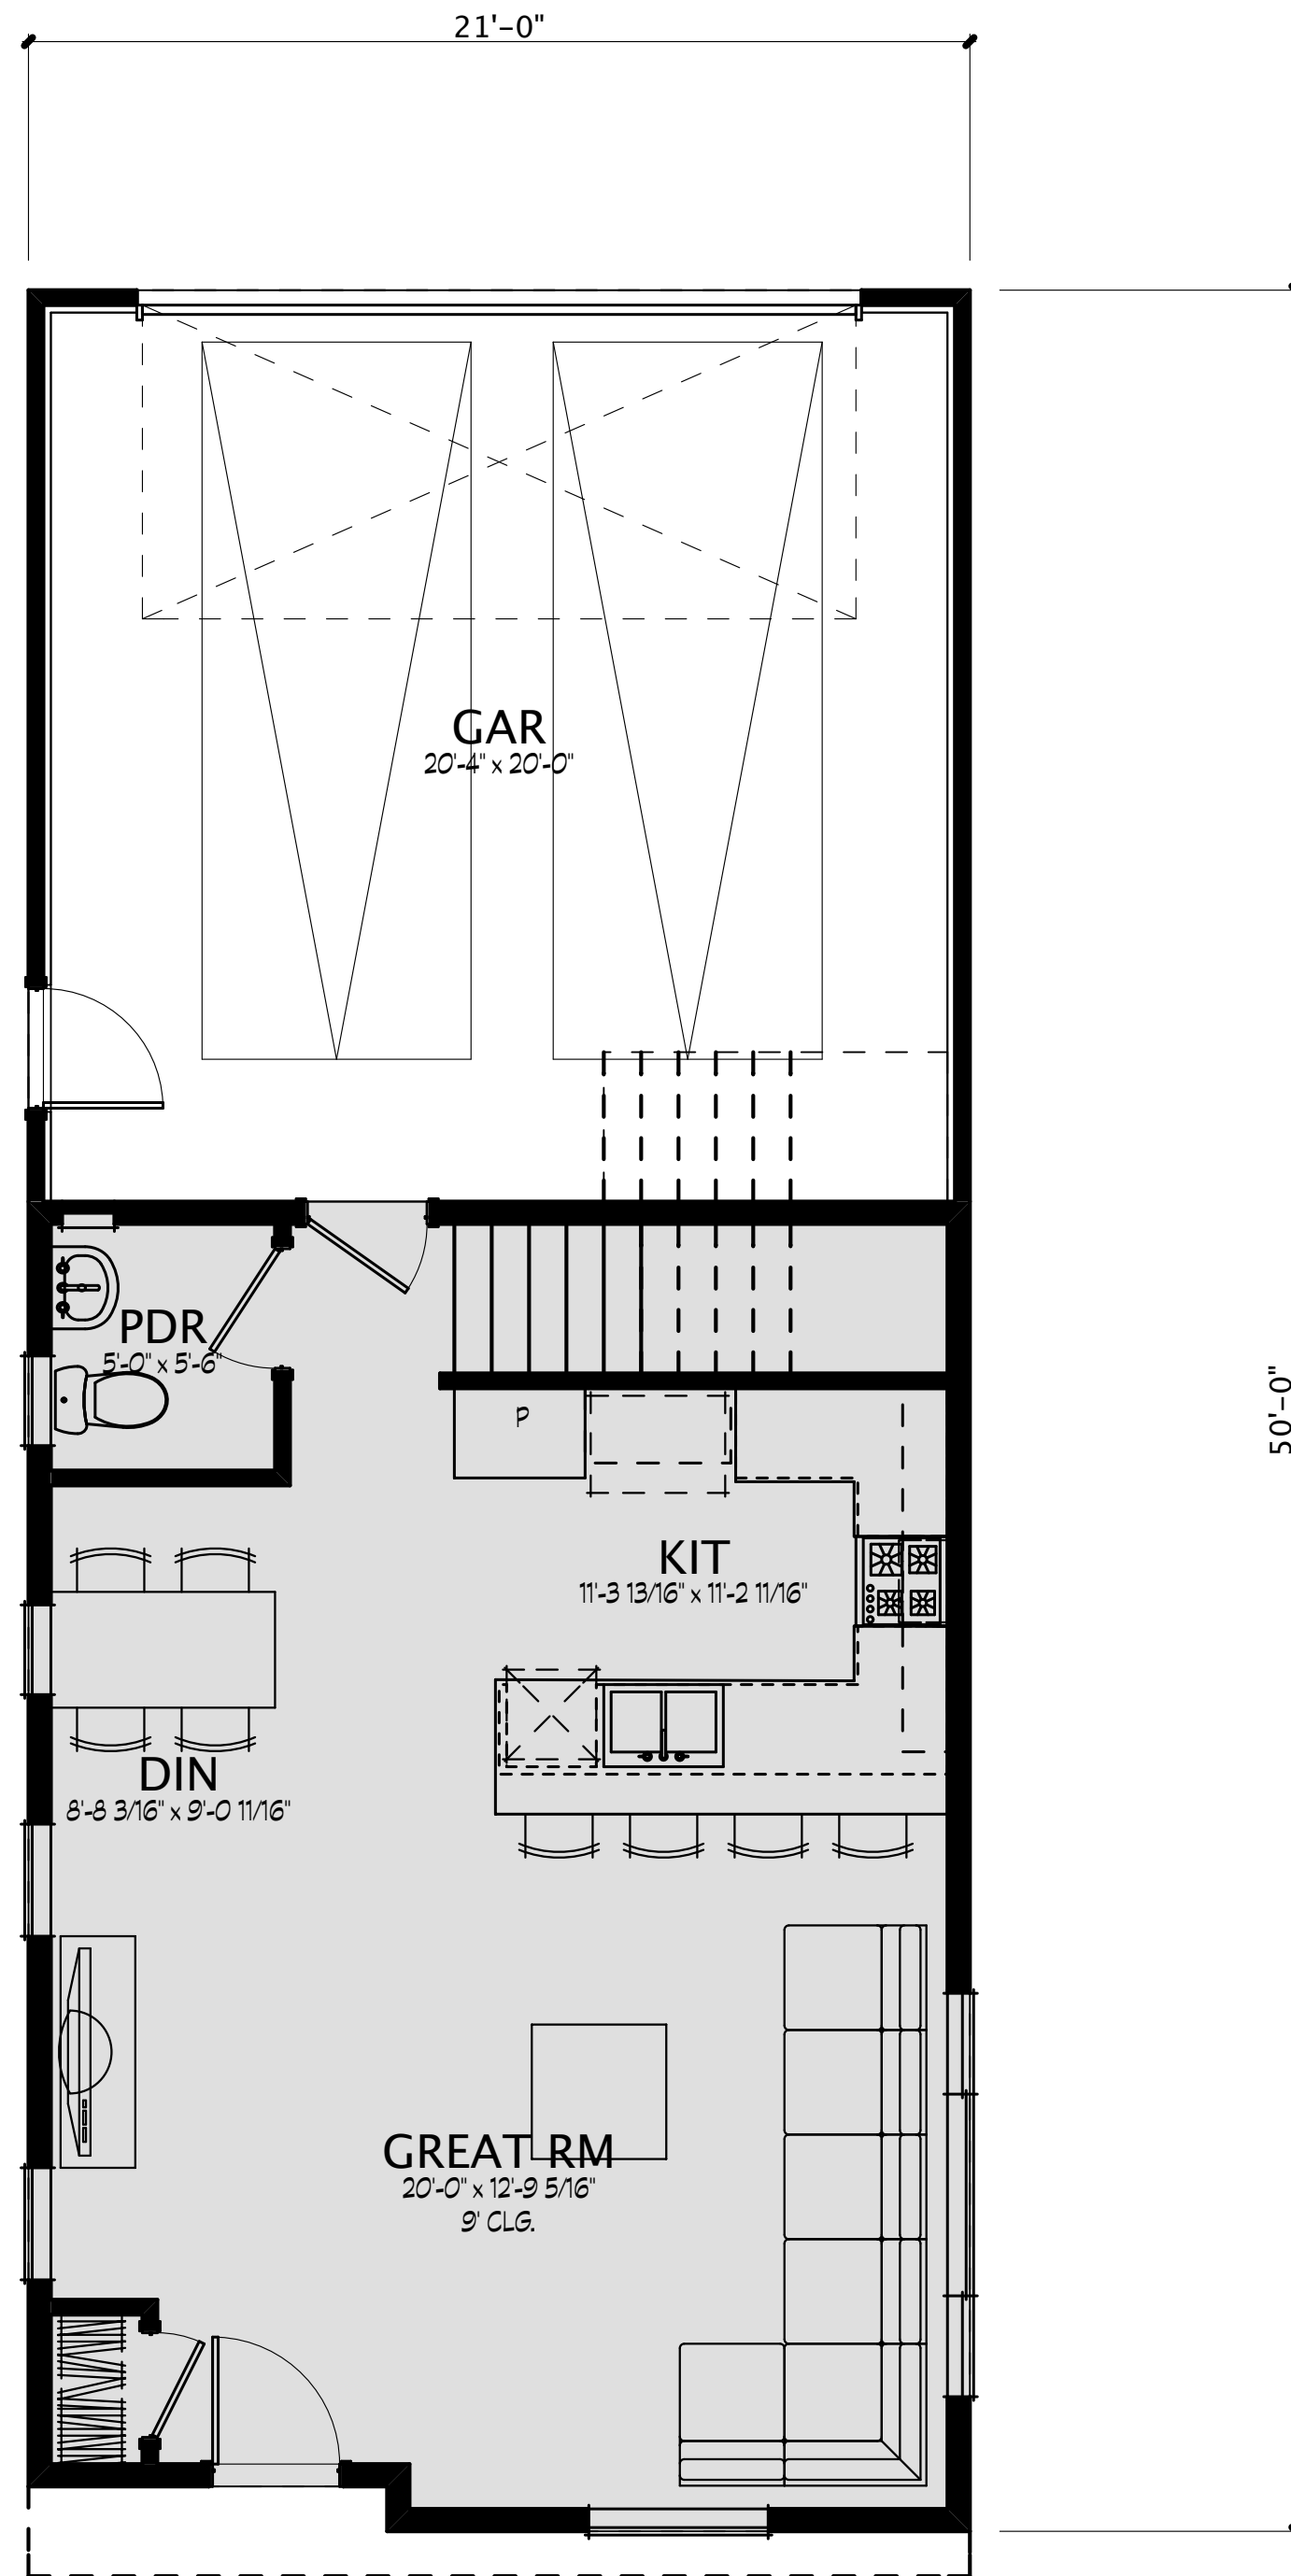 21'-0"
GAR
20'-4" x 20'-0"
PDR
5'-0" x 5'-6"
50'-0"
P
KIT
11'-3 13/16" x 11'-2 11/16"
DIN
8'-8 3/16" x 9'-0 11/16"
GREAT RM
20'-0" x 12'-9 5/16"
9' CLG.